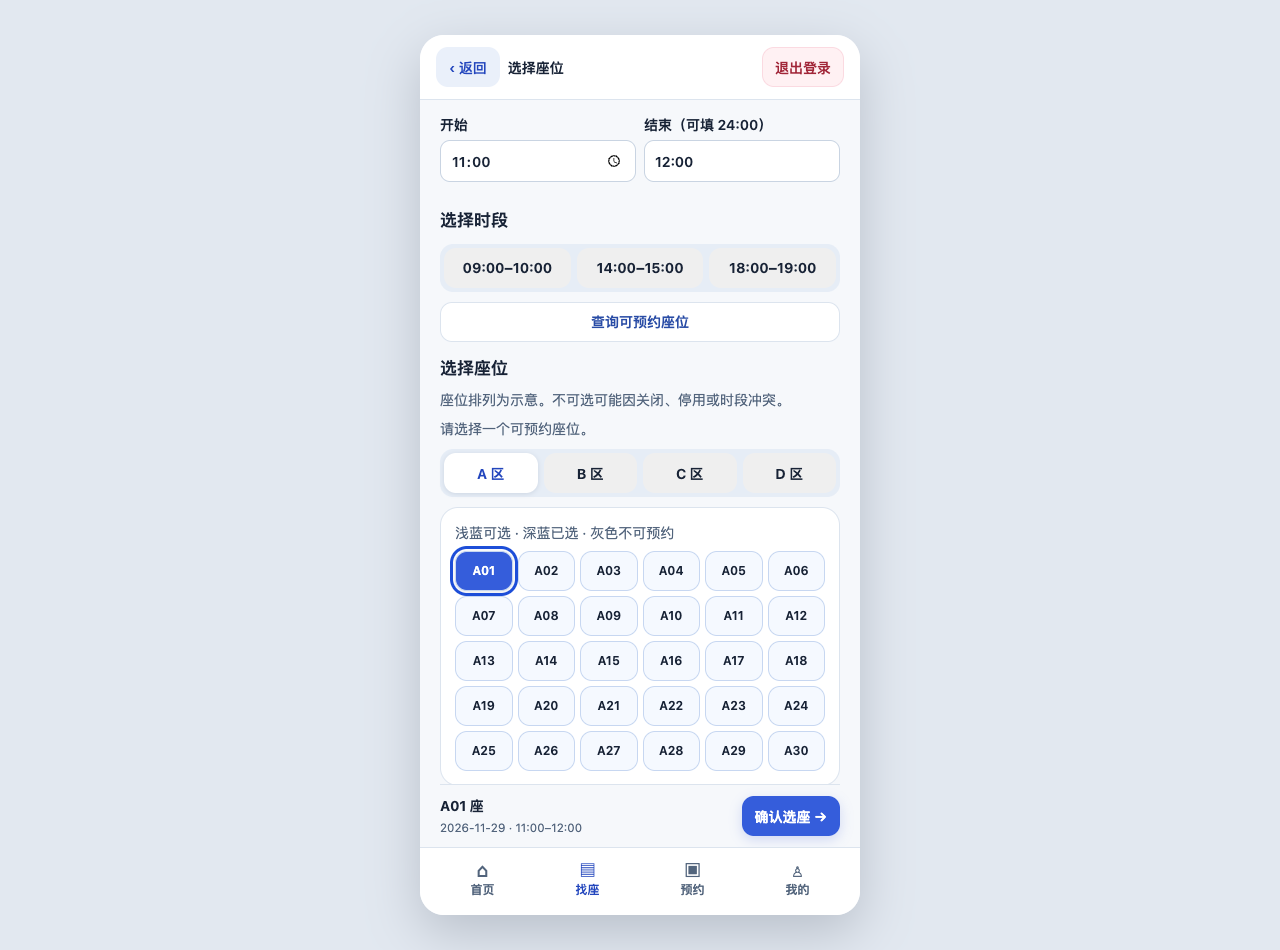 ‹ 返回 选择座位 退出登录
开始 结束（可填 24:00）
11:00 12:00
选择时段
09:00–10:00 14:00–15:00 18:00–19:00
查询可预约座位
选择座位
座位排列为示意。不可选可能因关闭、停用或时段冲突。
请选择一个可预约座位。
A 区 B 区 C 区 D 区
浅蓝可选 · 深蓝已选 · 灰色不可预约
A01 A02 A03 A04 A05 A06
A07 A08 A09 A10 A11 A12
A13 A14 A15 A16 A17 A18
A19 A20 A21 A22 A23 A24
A25 A26 A27 A28 A29 A30
A01 座
2026-11-29 · 11:00–12:00
确认选座 →
首页 找座 预约 我的